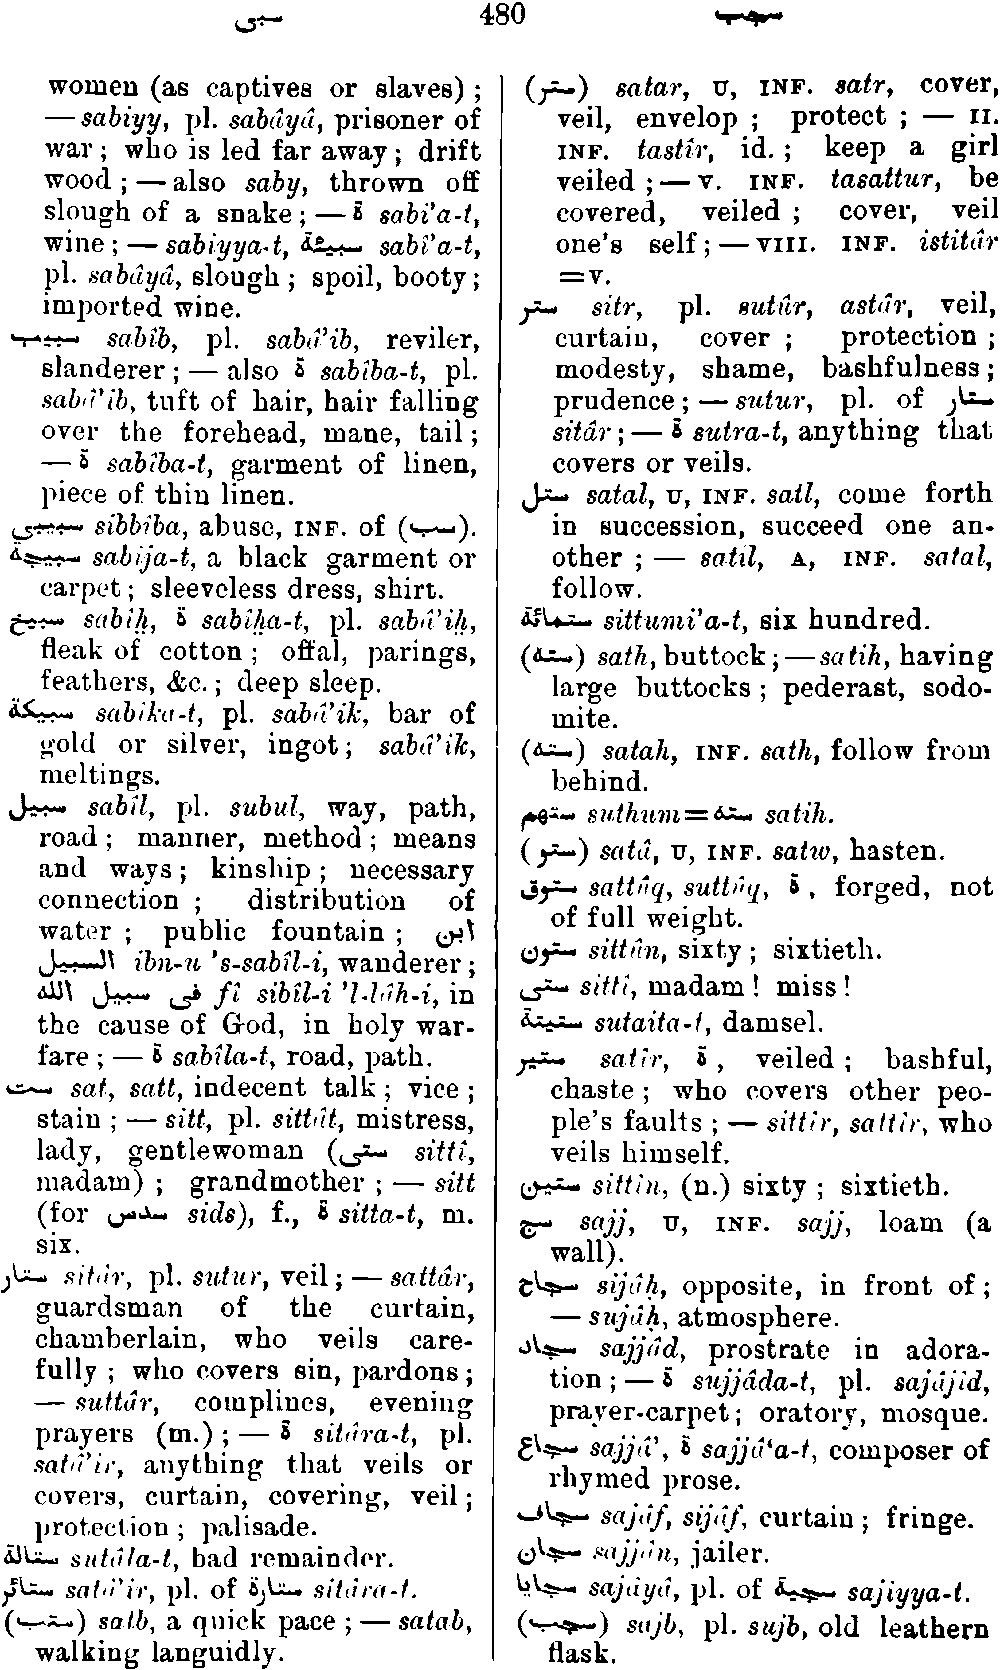 سبى 480 سجب
women (as captives or slaves) ;
— sabiyy, pl. sabâyâ, prisoner of
war ; who is led far away ; drift
wood ; — also saby, thrown off
slough of a snake ; — ة sabî’a-t,
wine ; — sabiyya-t, سبيئة sabî’a-t,
pl. sabâyâ, slough ; spoil, booty ;
imported wine.
سبيب sabîb, pl. sabâ’ib, reviler,
slanderer ; — also ة sabîba-t, pl.
sabâ’ib, tuft of hair, hair falling
over the forehead, mane, tail ;
— ة sabîba-t, garment of linen,
piece of thin linen.
سبيبى sibbîba, abuse, INF. of (سب).
سبيجة sabîja-t, a black garment or
carpet ; sleeveless dress, shirt.
سبيخ sabîḫ, ة sabîḫa-t, pl. sabâ’iḫ,
fleak of cotton ; offal, parings,
feathers, &c. ; deep sleep.
سبيكة sabîka-t, pl. sabâ’ik, bar of
gold or silver, ingot ; sabâ’ik,
meltings.
سبيل sabîl, pl. subul, way, path,
road ; manner, method ; means
and ways ; kinship ; necessary
connection ; distribution of
water ; public fountain ; ابن
السبيل ibn-u ’s-sabîl-i, wanderer ;
فى سبيل الله fî sibîl-i ’l-lâh-i, in
the cause of God, in holy war-
fare ; — ة sabîla-t, road, path.
ست sat, satt, indecent talk ; vice ;
stain ; — sitt, pl. sittât, mistress,
lady, gentlewoman (ستى sittî,
madam) ; grandmother ; — sitt
(for سدس sids), f., ة sitta-t, m.
six.
ستار sitâr, pl. sutur, veil ; — sattâr,
guardsman of the curtain,
chamberlain, who veils care-
fully ; who covers sin, pardons ;
— suttâr, complines, evening
prayers (m.) ; — ة sitâra-t, pl.
satâ’ir, anything that veils or
covers, curtain, covering, veil ;
protection ; palisade.
ستالة sutâla-t, bad remainder.
ستائر satâ’ir, pl. of ستارة sitâra-t.
(ستب) satb, a quick pace ; — satab,
walking languidly.
(ستر) satar, U, INF. satr, cover,
veil, envelop ; protect ; — II.
INF. tastîr, id. ; keep a girl
veiled ; — V. INF. tasattur, be
covered, veiled ; cover, veil
one's self ; — VIII. INF. istitâr
= V.
ستر sitr, pl. sutûr, astâr, veil,
curtain, cover ; protection ;
modesty, shame, bashfulness ;
prudence ; — sutur, pl. of ستار
sitâr ; — ة sutra-t, anything that
covers or veils.
ستل satal, U, INF. satl, come forth
in succession, succeed one an-
other ; — satil, A, INF. satal,
follow.
ستمائة sittumi’a-t, six hundred.
(سته) sath, buttock ; — satih, having
large buttocks ; pederast, sodo-
mite.
(سته) satah, INF. sath, follow from
behind.
ستهم suthum = سته satih.
(ستو) satâ, U, INF. satw, hasten.
ستوق sattûq, suttûq, ة, forged, not
of full weight.
ستون sittûn, sixty ; sixtieth.
ستى sittî, madam ! miss !
ستيتة sutaita-t, damsel.
ستير satîr, ة, veiled ; bashful,
chaste ; who covers other peo-
ple's faults ; — sittîr, sattîr, who
veils himself.
ستين sittîn, (n.) sixty ; sixtieth.
سج sajj, U, INF. sajj, loam (a
wall).
سجاح sijâḥ, opposite, in front of ;
— sujâḥ, atmosphere.
سجاد sajjâd, prostrate in adora-
tion ; — ة sujjâda-t, pl. sajâjîd,
prayer-carpet ; oratory, mosque.
سجاع sajjâ‘, ة sajjâ‘a-t, composer of
rhymed prose.
سجاف sajâf, sijâf, curtain ; fringe.
سجان sajjân, jailer.
سجايا sajâyâ, pl. of سجية sajiyya-t.
(سجب) sajb, pl. sujb, old leathern
flask.